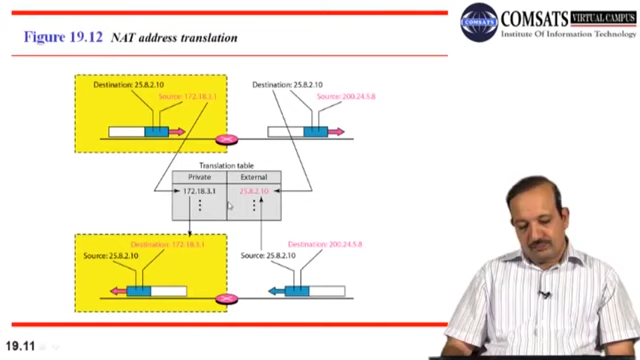 Figure 19.12 NAT address translation
COMSATS
COMSATS VIRTUAL CAMPUS
Institute Of Information Technology
Destination: 25.8.2.10
Source: 172.18.3.1
Destination: 25.8.2.10
Source: 200.24.5.8
Translation table
Private External
172.18.3.1 25.8.2.10
Destination: 172.18.3.1
Source: 25.8.2.10
Destination: 200.24.5.8
Source: 25.8.2.10
19.11